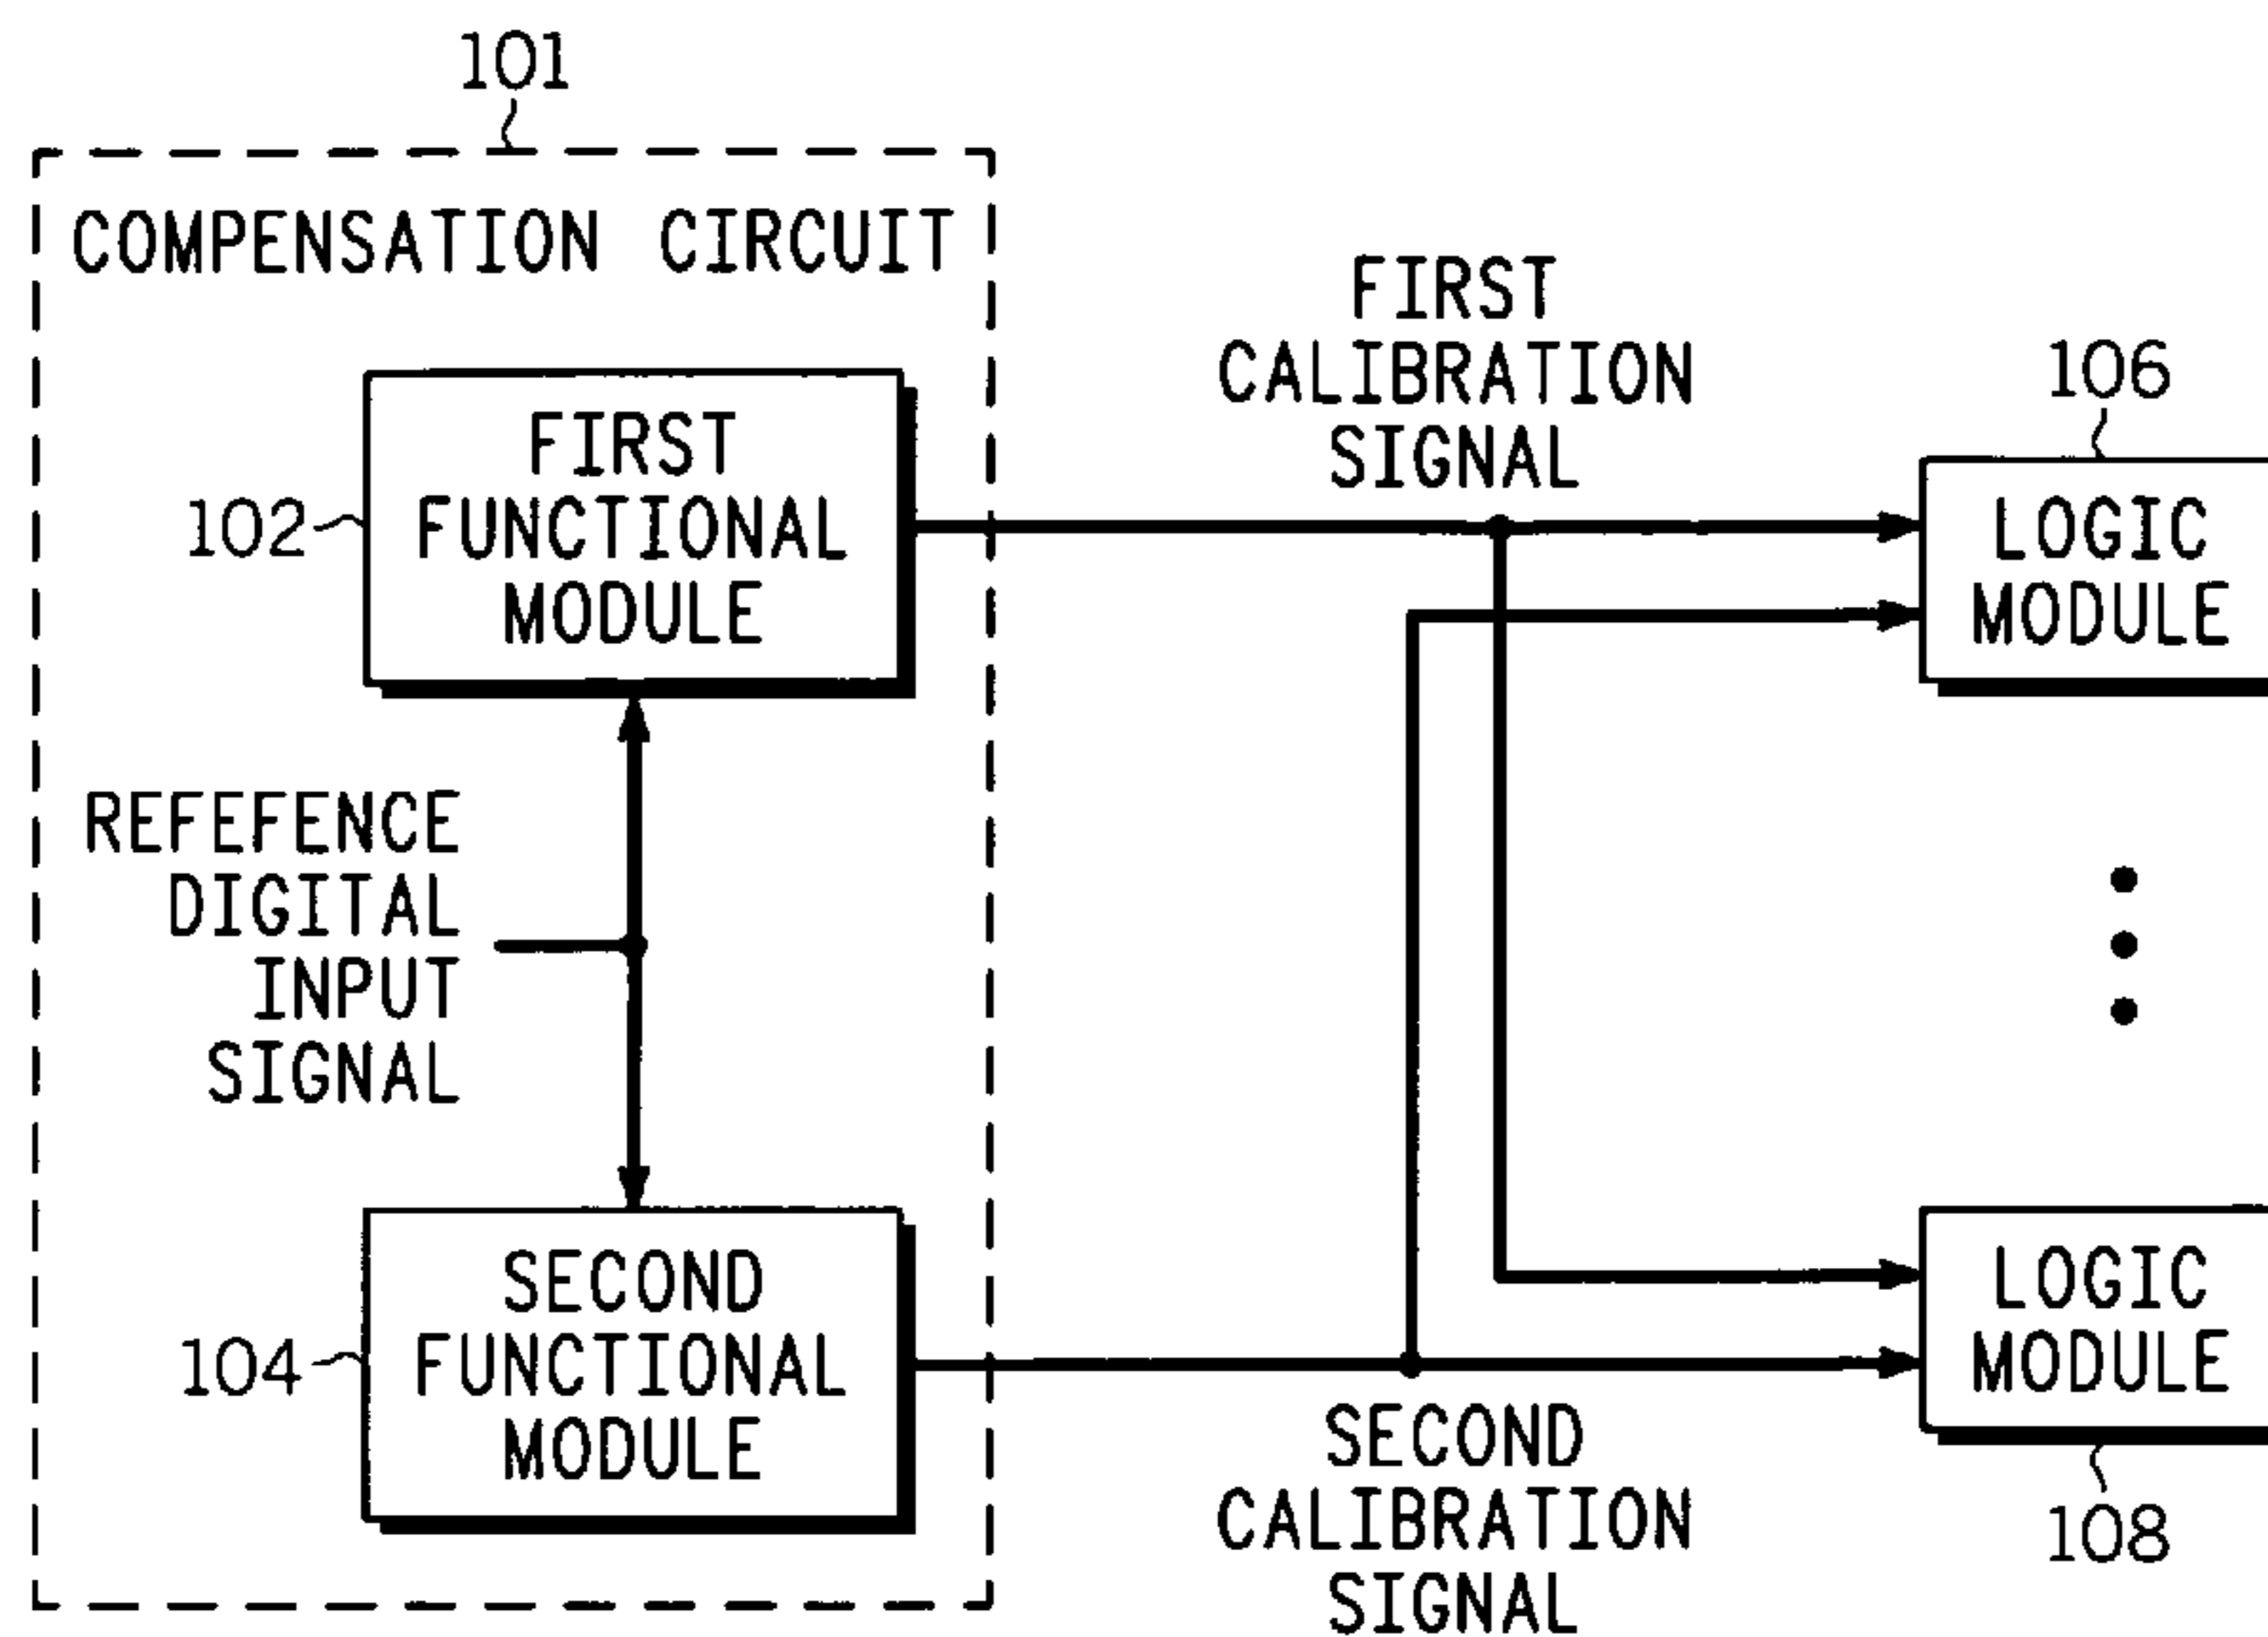 101
COMPENSATION CIRCUIT
FIRST
FUNCTIONAL
MODULE
102
REFEFENCE
DIGITAL
INPUT
SIGNAL
SECOND
FUNCTIONAL
MODULE
104
FIRST
CALIBRATION
SIGNAL
SECOND
CALIBRATION
SIGNAL
106
LOGIC
MODULE
LOGIC
MODULE
108